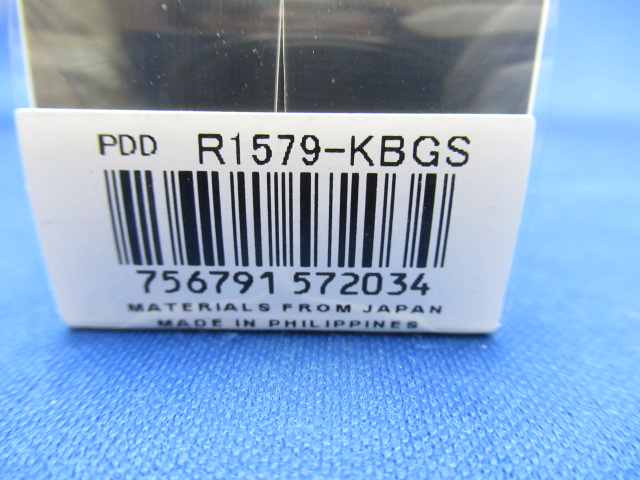 PDD R1579-KBGS
756791 572034
MATERIALS FROM JAPAN
MADE IN PHILIPPINES